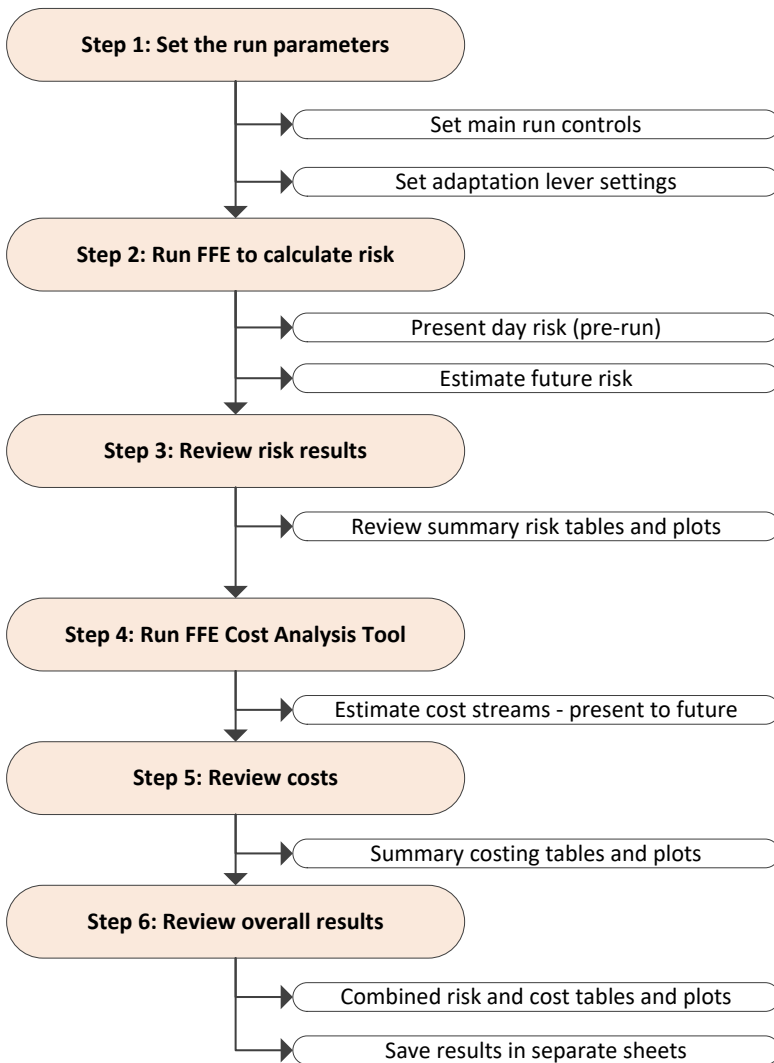 Step 1: Set the run parameters
Set main run controls
Set adaptation lever settings
Step 2: Run FFE to calculate risk
Present day risk (pre-run)
Estimate future risk
Step 3: Review risk results
Review summary risk tables and plots
Step 4: Run FFE Cost Analysis Tool
Estimate cost streams - present to future
Step 5: Review costs
Summary costing tables and plots
Step 6: Review overall results
Combined risk and cost tables and plots
Save results in separate sheets